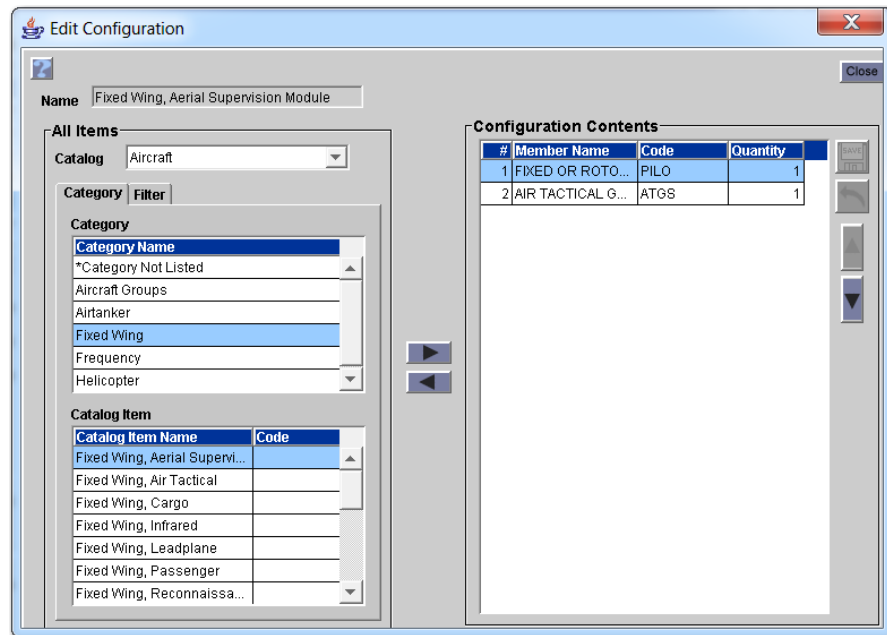 Edit Configuration
Close
Name Fixed Wing, Aerial Supervision Module
All Items
Catalog Aircraft
Category Filter
Category
Category Name
*Category Not Listed
Aircraft Groups
Airtanker
Fixed Wing
Frequency
Helicopter
Catalog Item
Catalog Item Name Code
Fixed Wing, Aerial Supervi...
Fixed Wing, Air Tactical
Fixed Wing, Cargo
Fixed Wing, Infrared
Fixed Wing, Leadplane
Fixed Wing, Passenger
Fixed Wing, Reconnaissa...
Configuration Contents
# Member Name Code Quantity
1 FIXED OR ROTO... PILO 1
2 AIR TACTICAL G... ATGS 1
SAVE